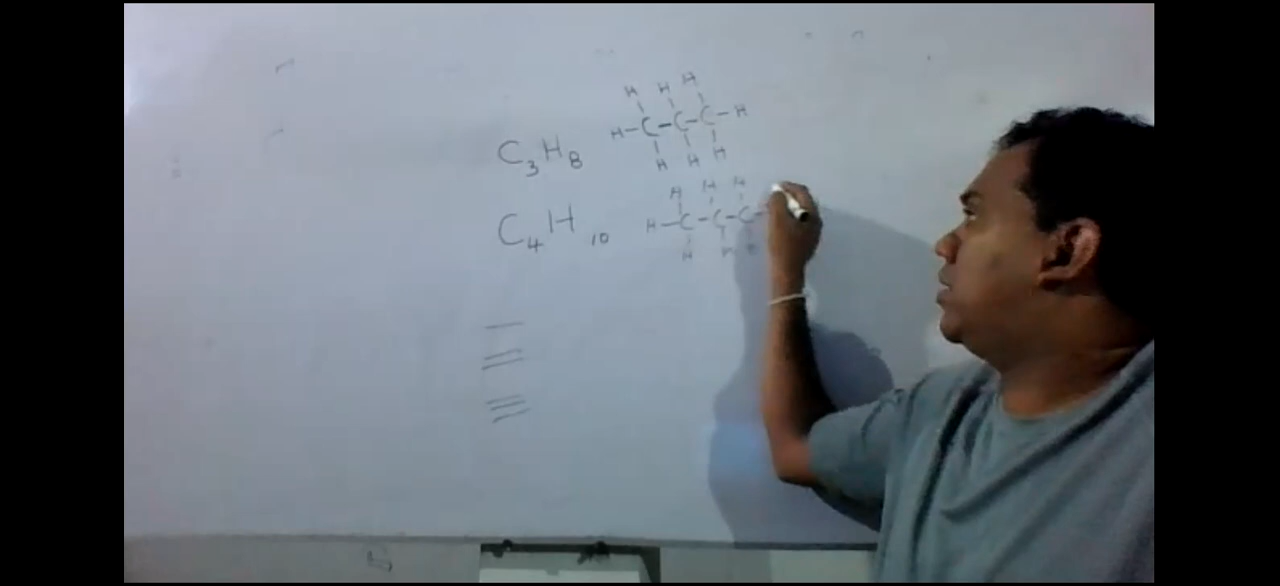 H H H
C₃H₈ H-C-C-C-H
H H H
H H H
C₄H₁₀ H-C-C-C-
H H H
—
=
≡